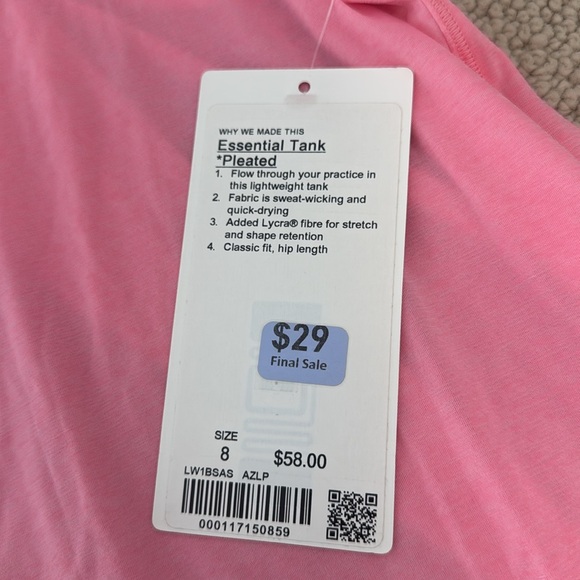 WHY WE MADE THIS
Essential Tank
*Pleated
1. Flow through your practice in
this lightweight tank
2. Fabric is sweat-wicking and
quick-drying
3. Added Lycra® fibre for stretch
and shape retention
4. Classic fit, hip length
$29
Final Sale
SIZE
8
$58.00
LW1BSAS AZLP
000117150859